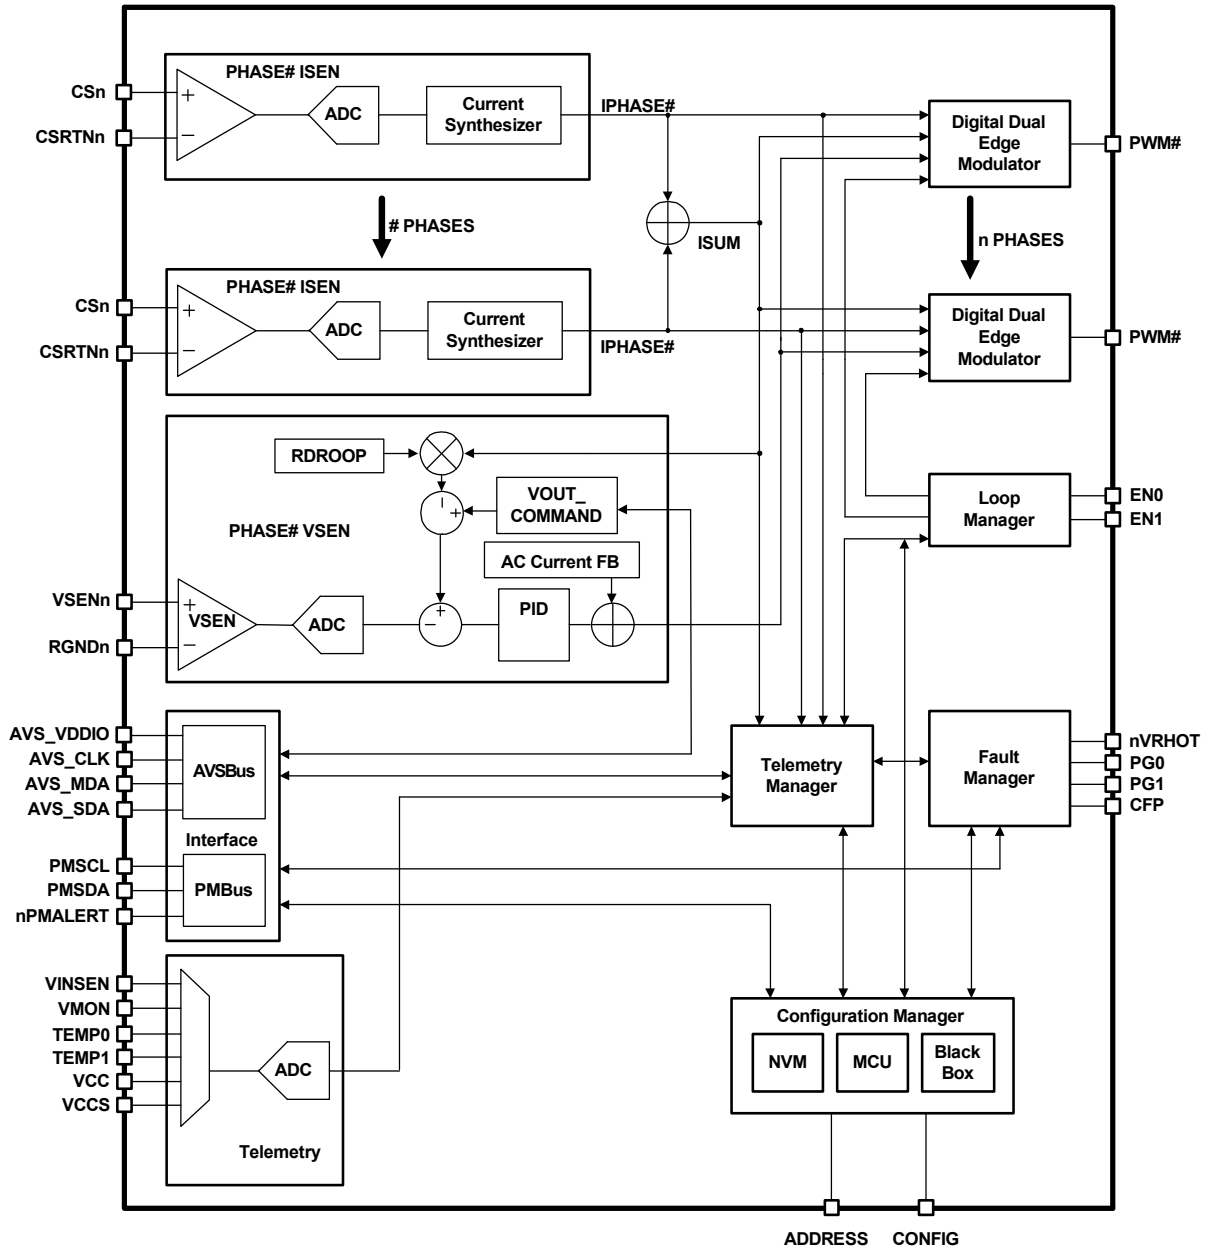 PHASE# ISEN
CSn
+
ADC
Current
Synthesizer
IPHASE#
Digital Dual
Edge
Modulator
PWM#
CSRTNn
−
# PHASES
ISUM
n PHASES
PHASE# ISEN
CSn
+
ADC
Current
Synthesizer
IPHASE#
Digital Dual
Edge
Modulator
PWM#
CSRTNn
−
RDROOP
− +
VOUT_
COMMAND
PHASE# VSEN
AC Current FB
Loop
Manager
EN0
EN1
VSENn
+
VSEN
−
ADC
+
−
PID
RGNDn
AVS_VDDIO
AVS_CLK
AVS_MDA
AVS_SDA
AVSBus
Interface
PMSCL
PMSDA
nPMALERT
PMBus
Telemetry
Manager
Fault
Manager
nVRHOT
PG0
PG1
CFP
VINSEN
VMON
TEMP0
TEMP1
VCC
VCCS
ADC
Telemetry
Configuration Manager
NVM
MCU
Black
Box
ADDRESS
CONFIG